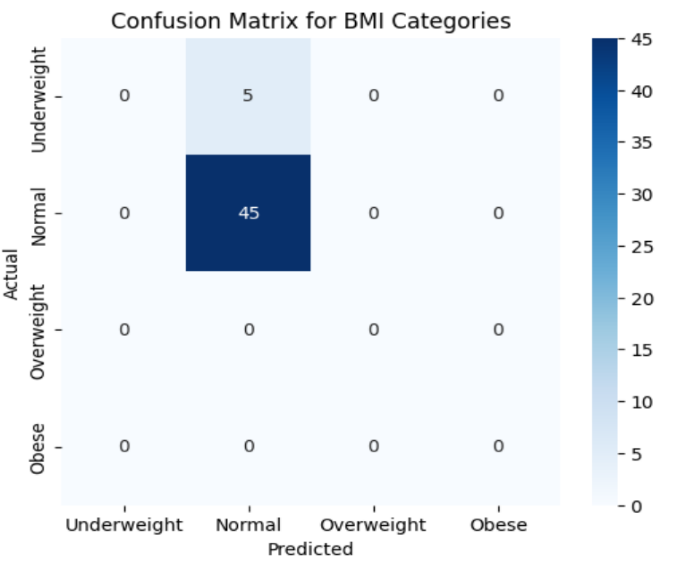 Confusion Matrix for BMI Categories
Underweight 0 5 0 0
Normal 0 45 0 0
Overweight 0 0 0 0
Obese 0 0 0 0
Actual
Underweight Normal Overweight Obese
Predicted
45
40
35
30
25
20
15
10
5
0